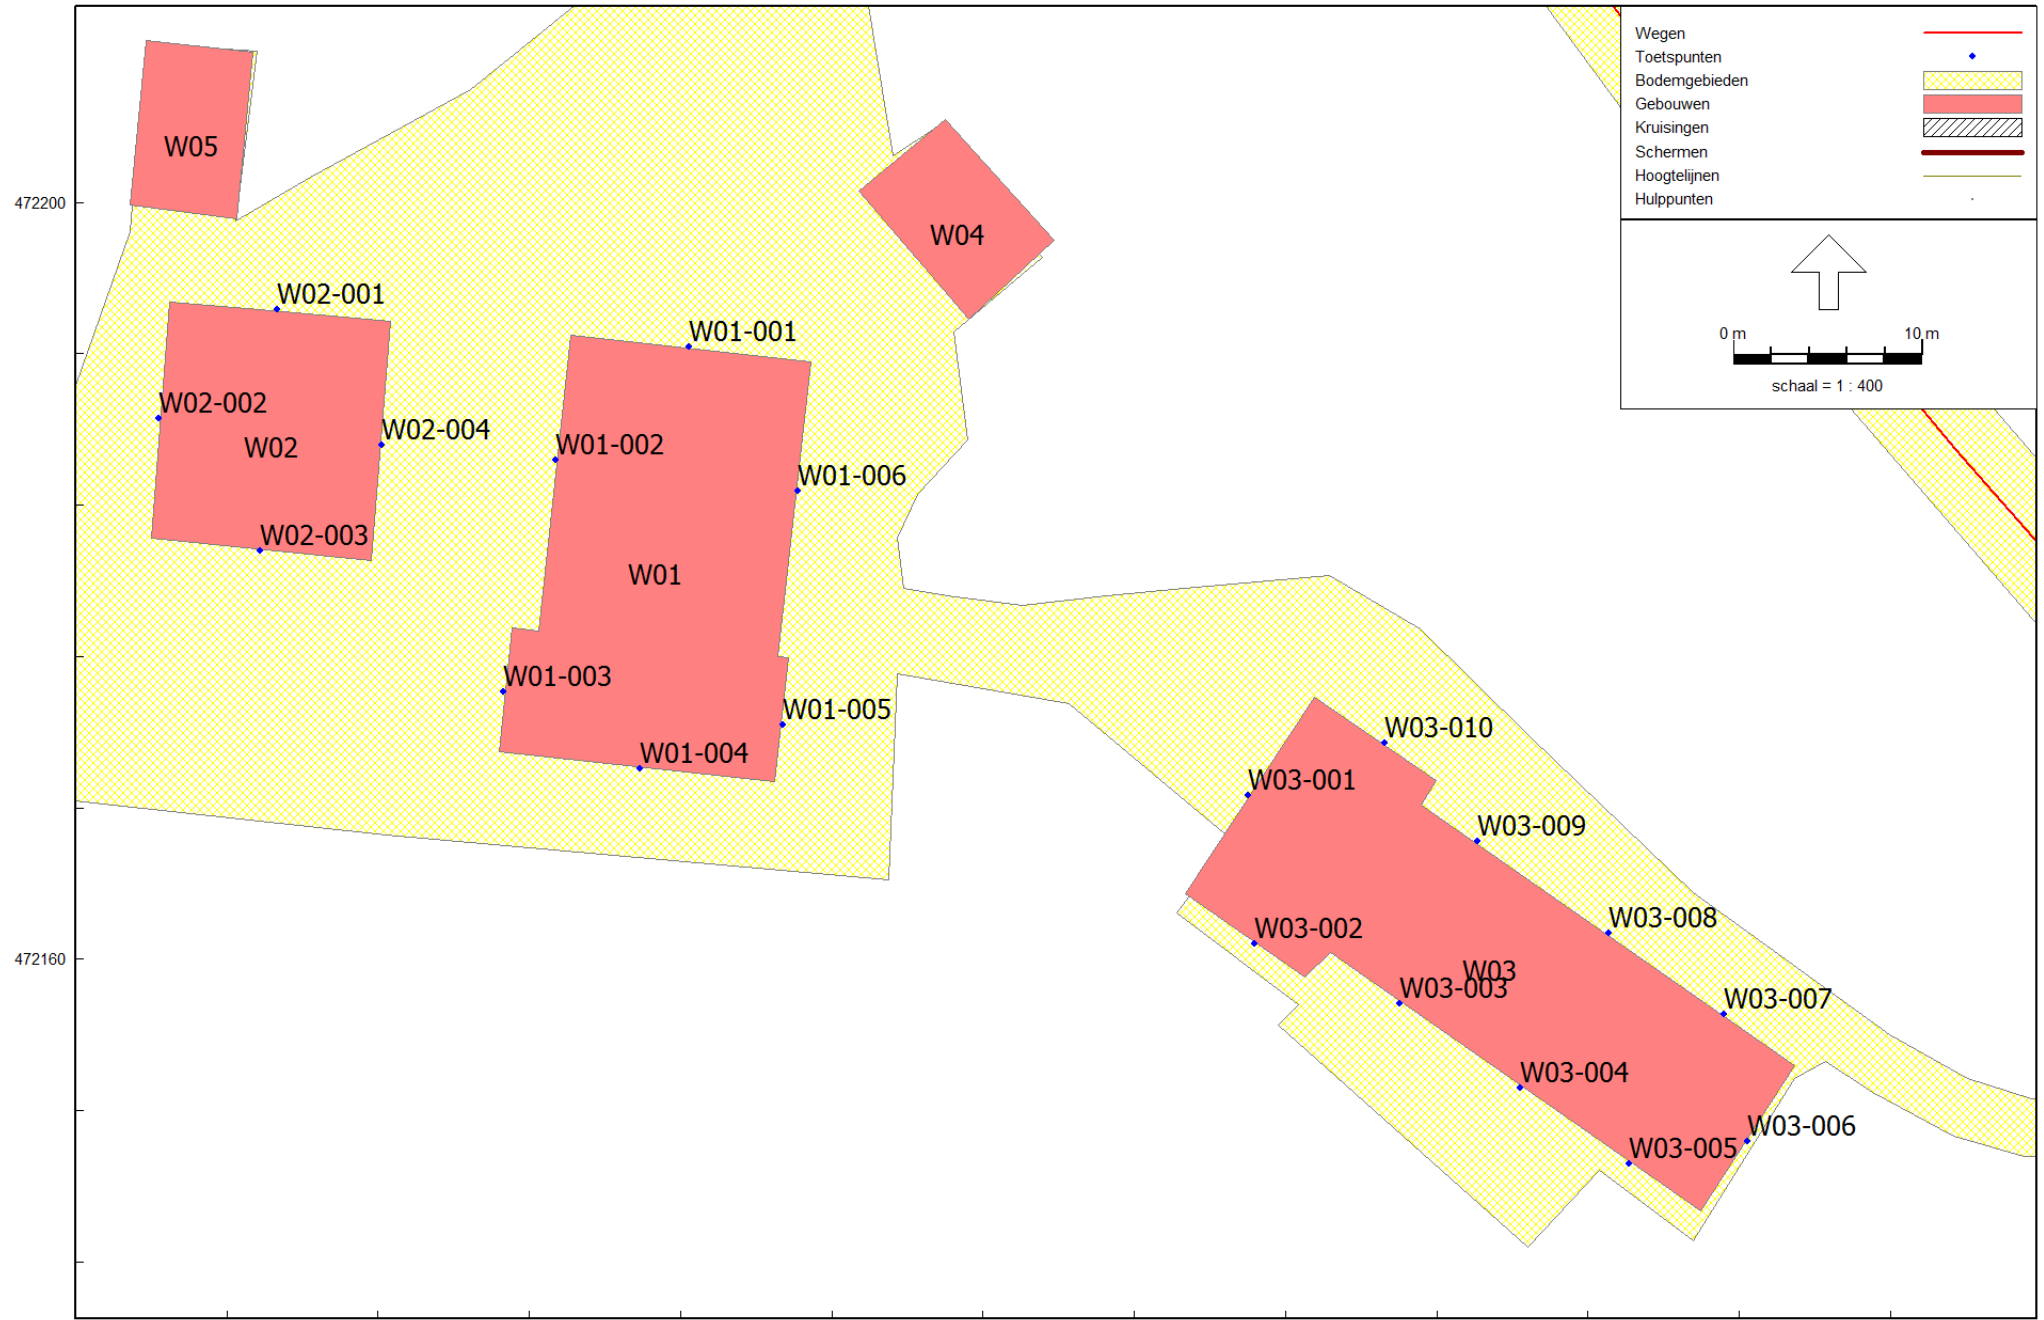 Wegen
Toetspunten
Bodemgebieden
Gebouwen
Kruisingen
Schermen
Hoogtelijnen
Hulppunten
0 m 10 m
schaal = 1 : 400
W05
472200
W04
W02-001
W01-001
W02-002
W02-004
W02
W01-002
W01-006
W02-003
W01
W01-003
W01-005
W03-010
W01-004
W03-001
W03-009
W03-008
W03-002
472160
W03
W03-003
W03-007
W03-004
W03-006
W03-005